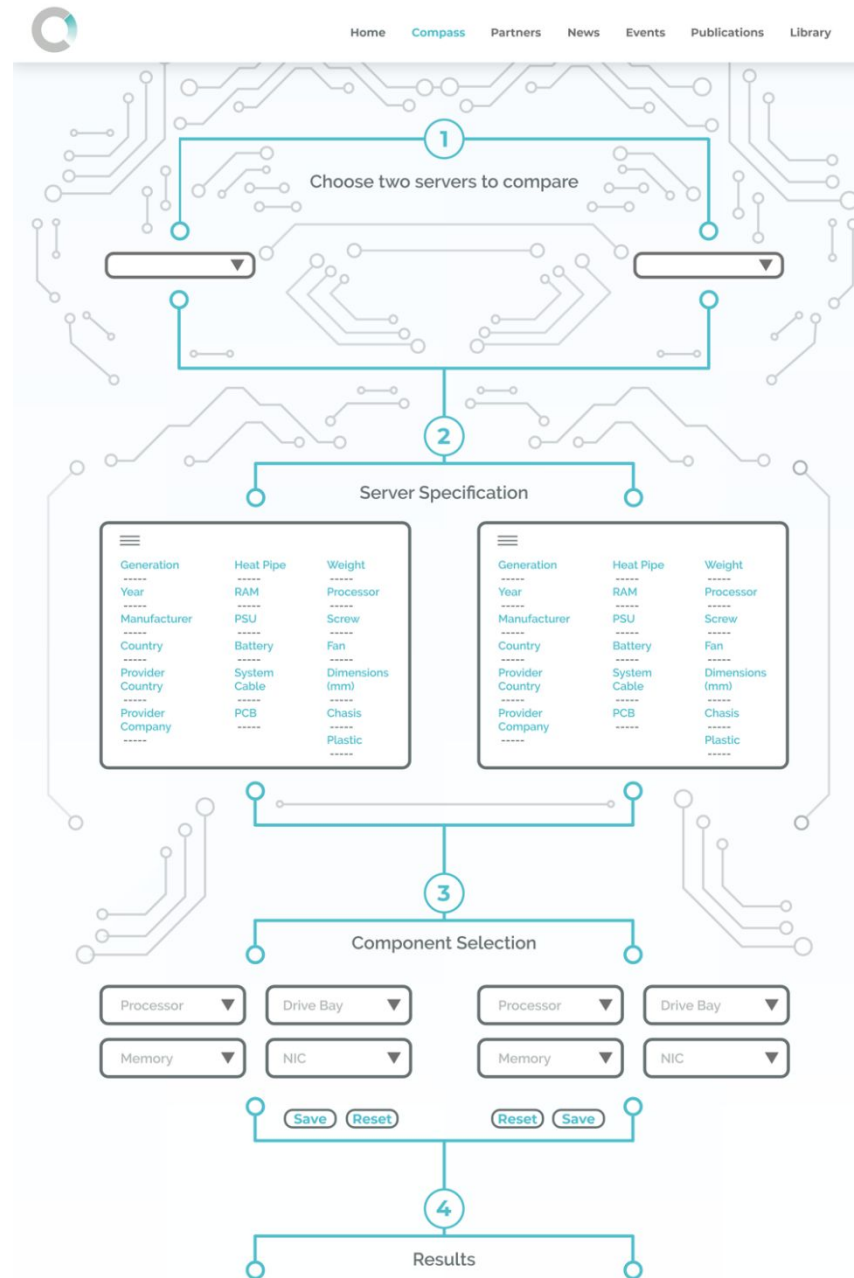 Home Compass Partners News Events Publications Library
1
Choose two servers to compare
2
Server Specification
Generation Heat Pipe Weight
----- ----- -----
Year RAM Processor
----- ----- -----
Manufacturer PSU Screw
----- ----- -----
Country Battery Fan
----- ----- -----
Provider System Dimensions
Country Cable (mm)
----- ----- -----
Provider PCB Chasis
Company ----- -----
----- Plastic
-----
Generation Heat Pipe Weight
----- ----- -----
Year RAM Processor
----- ----- -----
Manufacturer PSU Screw
----- ----- -----
Country Battery Fan
----- ----- -----
Provider System Dimensions
Country Cable (mm)
----- ----- -----
Provider PCB Chasis
Company ----- -----
----- Plastic
-----
3
Component Selection
Processor Drive Bay Processor Drive Bay
Memory NIC Memory NIC
Save Reset Reset Save
4
Results